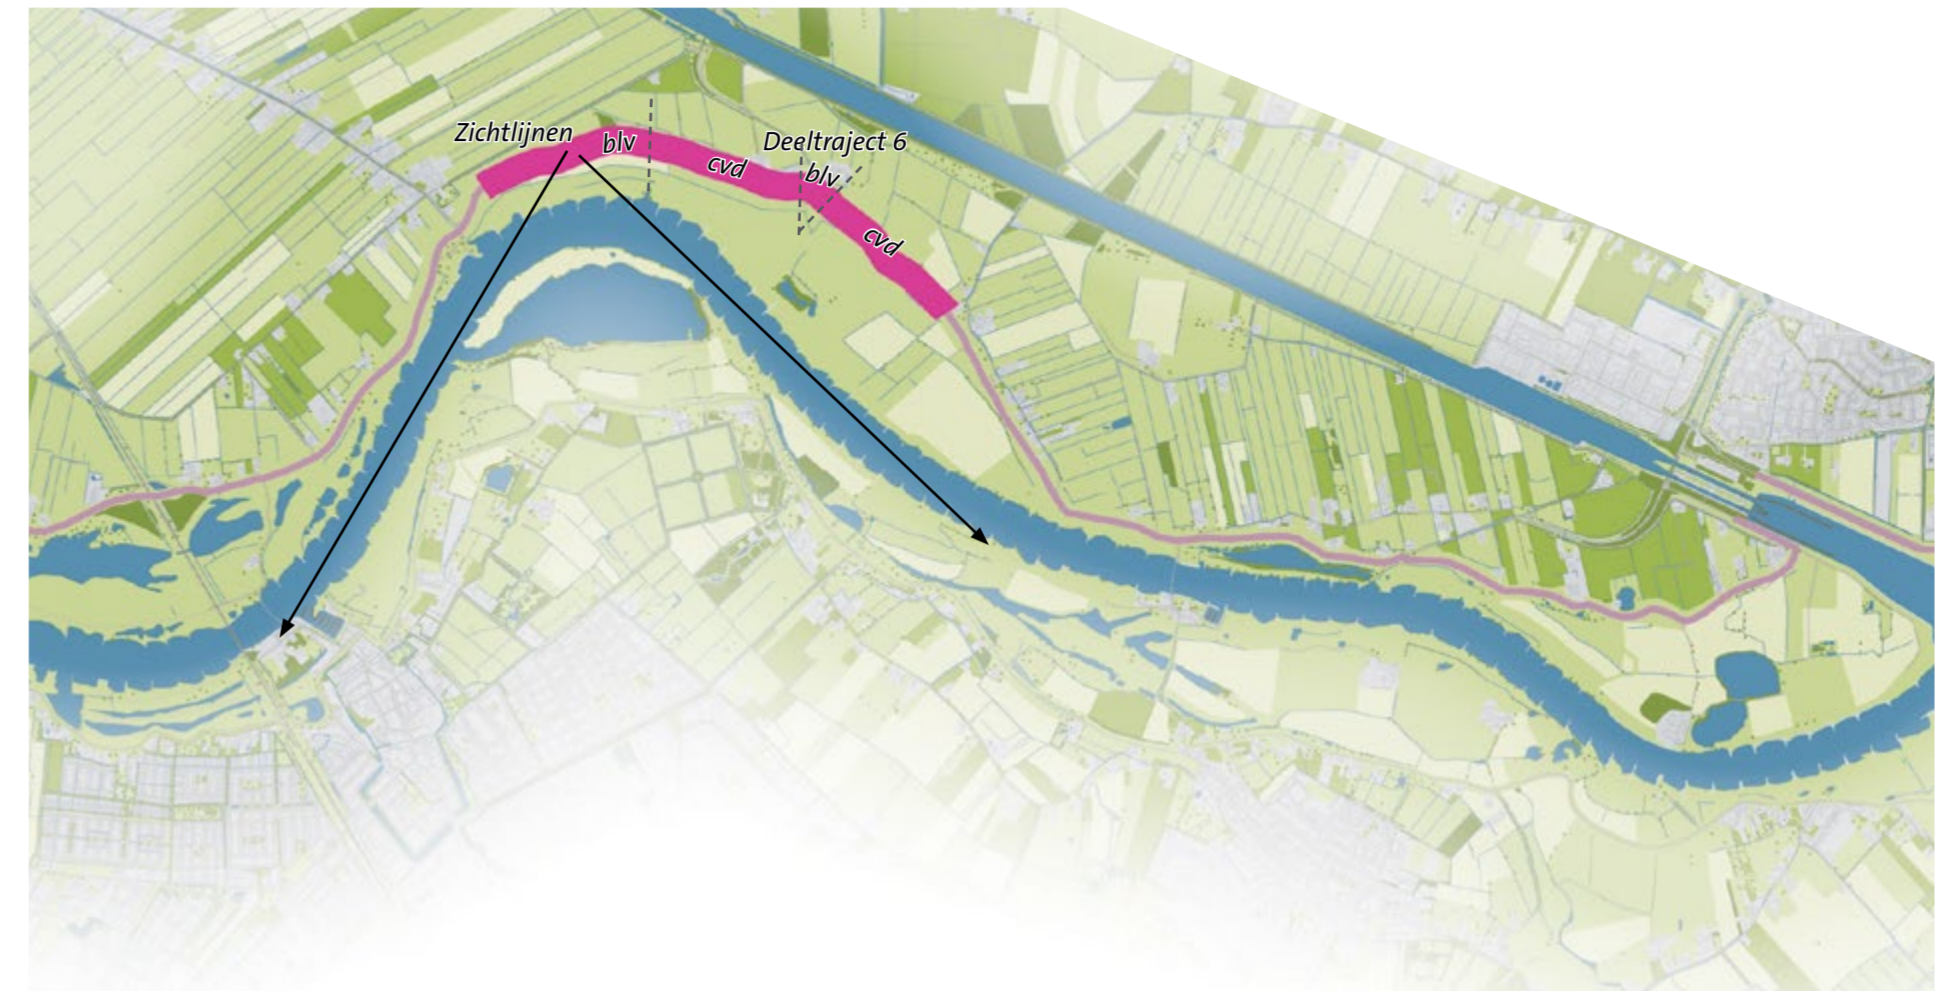 Zichtlijnen
blv
cvd
Deeltraject 6
blv
cvd